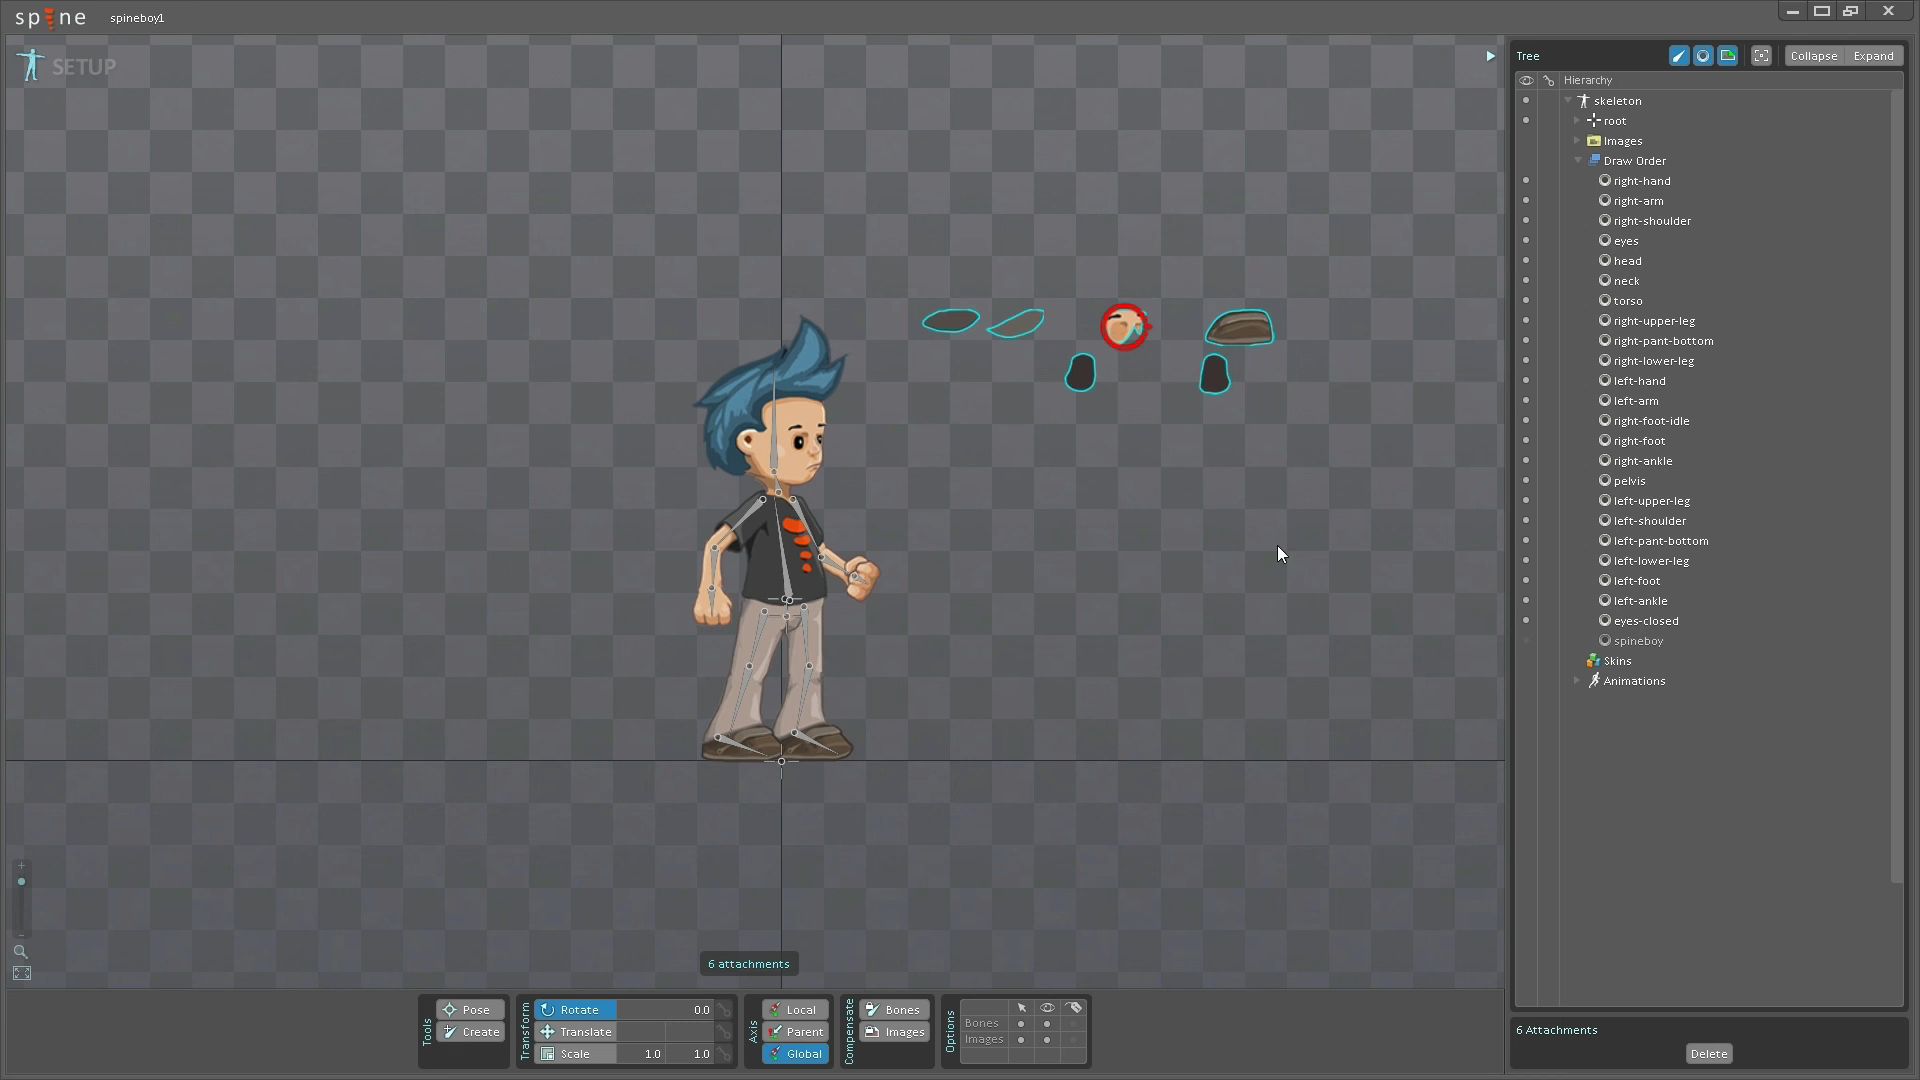 spine
spineboy1
SETUP
Tree
Collapse
Expand
Hierarchy
skeleton
root
Images
Draw Order
right-hand
right-arm
right-shoulder
eyes
head
neck
torso
right-upper-leg
right-pant-bottom
right-lower-leg
left-hand
left-arm
right-foot-idle
right-foot
right-ankle
pelvis
left-upper-leg
left-shoulder
left-pant-bottom
left-lower-leg
left-foot
left-ankle
eyes-closed
spineboy
Skins
Animations
6 attachments
Tools
Pose
Create
Transform
Rotate 0.0
Translate
Scale 1.0 1.0
Axis
Local
Parent
Global
Compensate
Bones
Images
Options
Bones
Images
6 Attachments
Delete